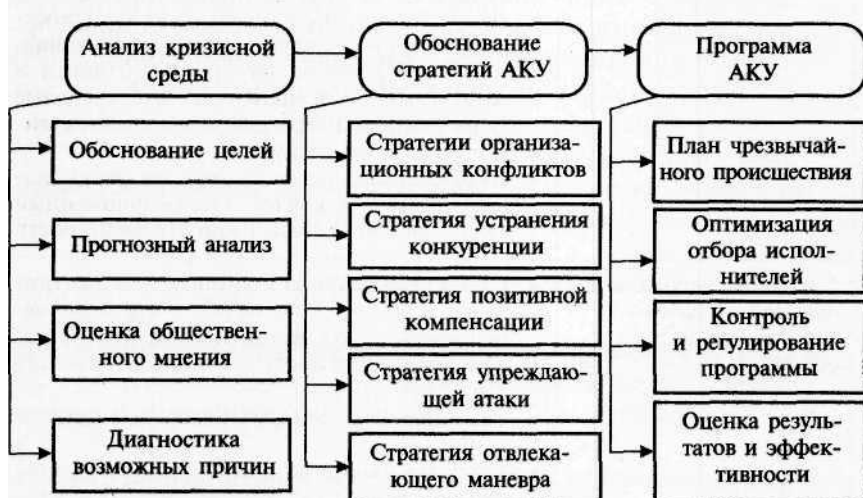 Анализ кризисной
среды
Обоснование
стратегий АКУ
Программа
АКУ
Обоснование целей
Прогнозный анализ
Оценка обществен-
ного мнения
Диагностика
возможных причин
Стратегии организа-
ционных конфликтов
Стратегия устранения
конкуренции
Стратегия позитивной
компенсации
Стратегия упреждаю-
щей атаки
Стратегия отвлека-
ющего маневра
План чрезвычай-
ного происшествия
Оптимизация
отбора испол-
нителей
Контроль
и регулирование
программы
Оценка резуль-
татов и эффек-
тивности